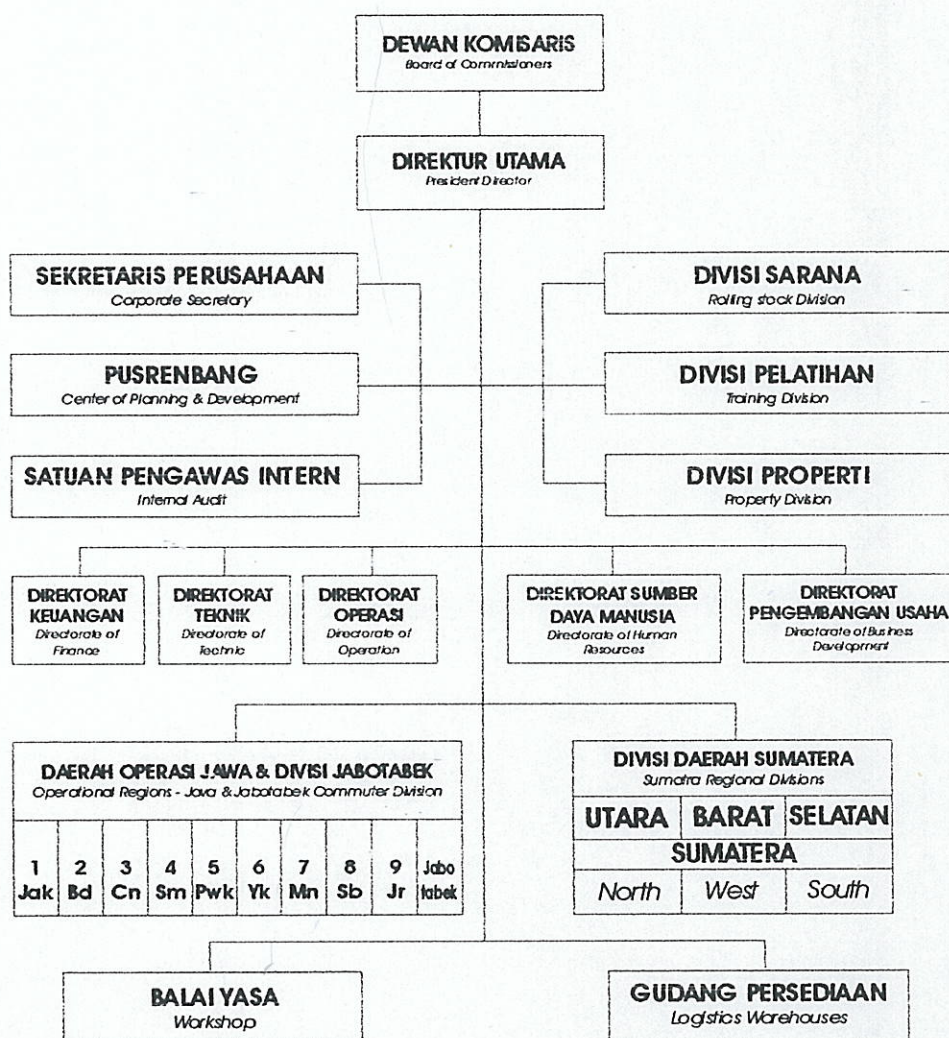 DEWAN KOMISARIS
Board of Commissioners
DIREKTUR UTAMA
President Director
SEKRETARIS PERUSAHAAN
Corporate Secretary
DIVISI SARANA
Rolling stock Division
PUSRENBANG
Center of Planning & Development
DIVISI PELATIHAN
Training Division
SATUAN PENGAWAS INTERN
Internal Audit
DIVISI PROPERTI
Property Division
DIREKTORAT
KEUANGAN
Directorate of
Finance
DIREKTORAT
TEKNIK
Directorate of
Technic
DIREKTORAT
OPERASI
Directorate of
Operation
DIREKTORAT SUMBER
DAYA MANUSIA
Directorate of Human
Resources
DIREKTORAT
PENGEMBANGAN USAHA
Directorate of Business
Development
DAERAH OPERASI JAWA & DIVISI JABOTABEK
Operational Regions - Java & Jabotabek Commuter Division
1 2 3 4 5 6 7 8 9 Jabo
Jak Bd Cn Sm Pwk Yk Mn Sb Jr tabek
DIVISI DAERAH SUMATERA
Sumatra Regional Divisions
UTARA BARAT SELATAN
SUMATERA
North West South
BALAI YASA
Workshop
GUDANG PERSEDIAAN
Logistics Warehouses